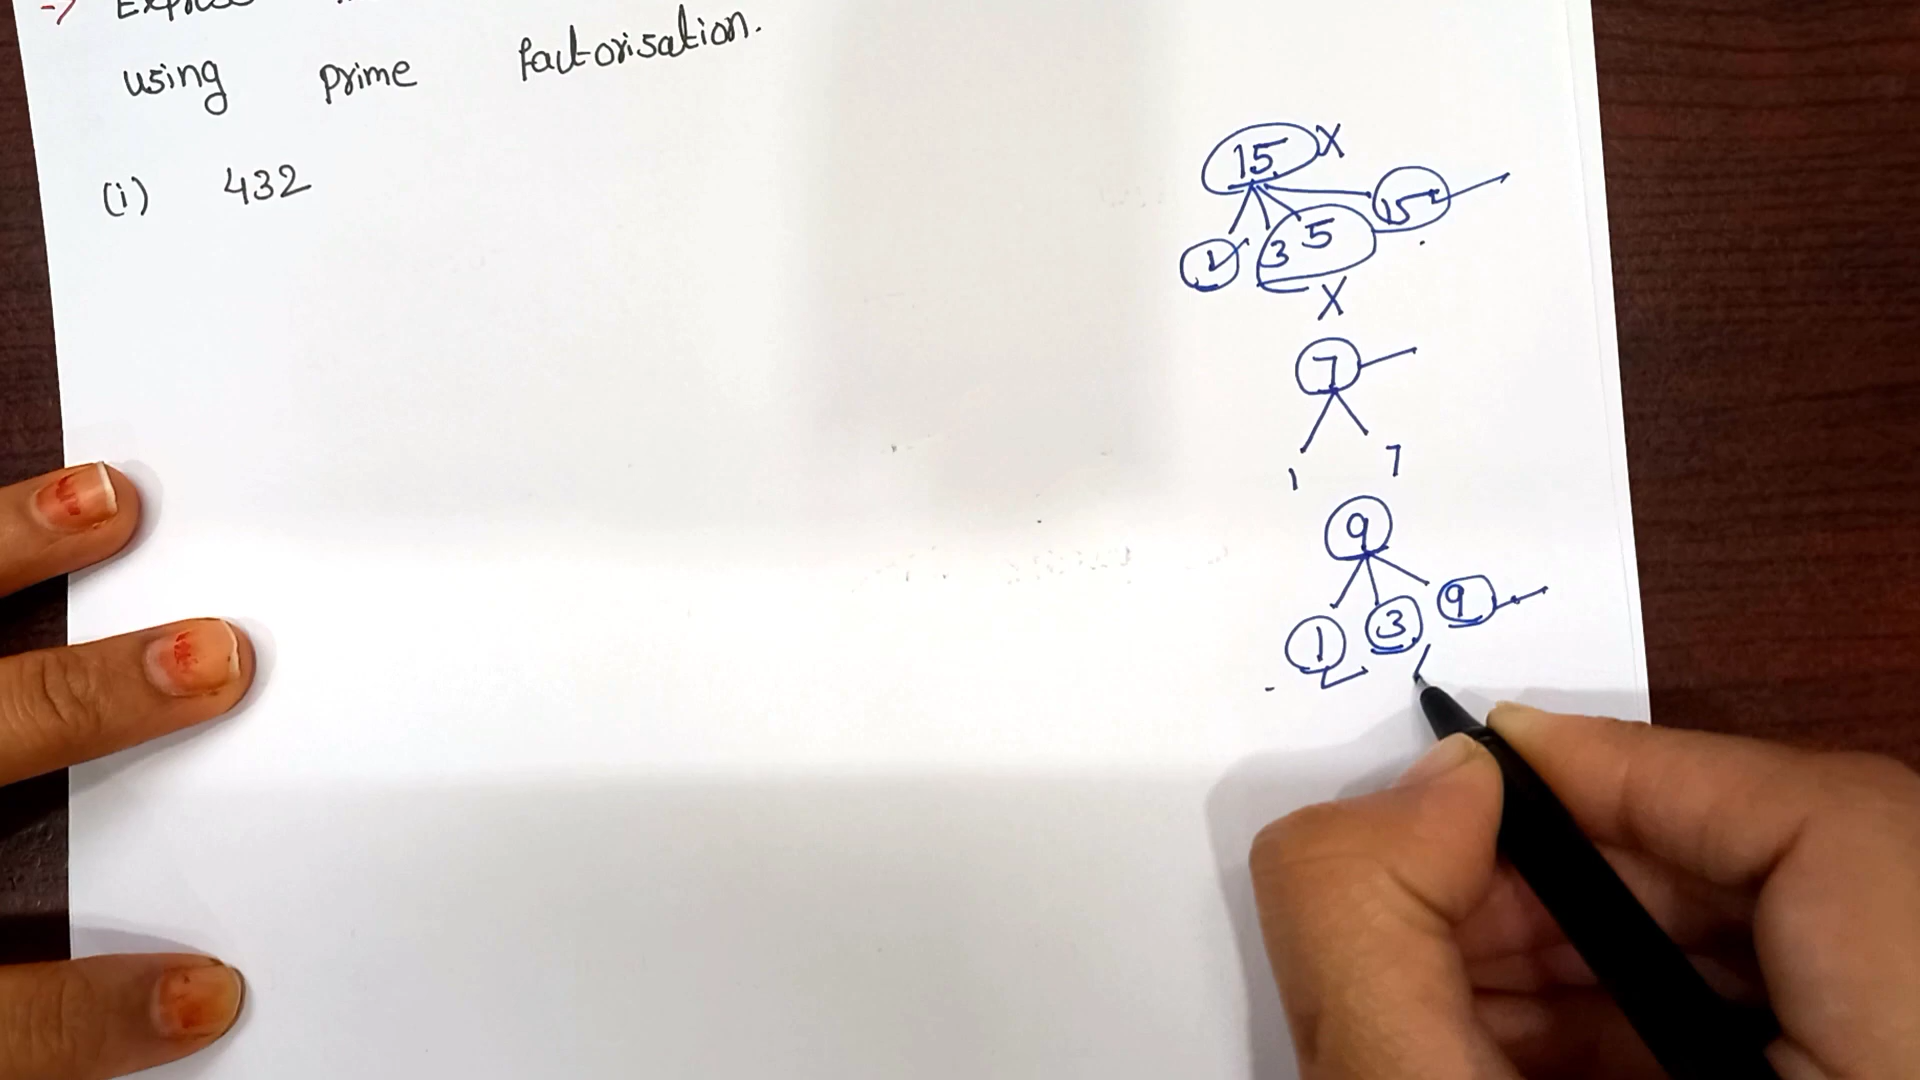 using prime factorisation.
(i) 432
15 X
1 3 5 15
X
7
1 7
9
1 3 9